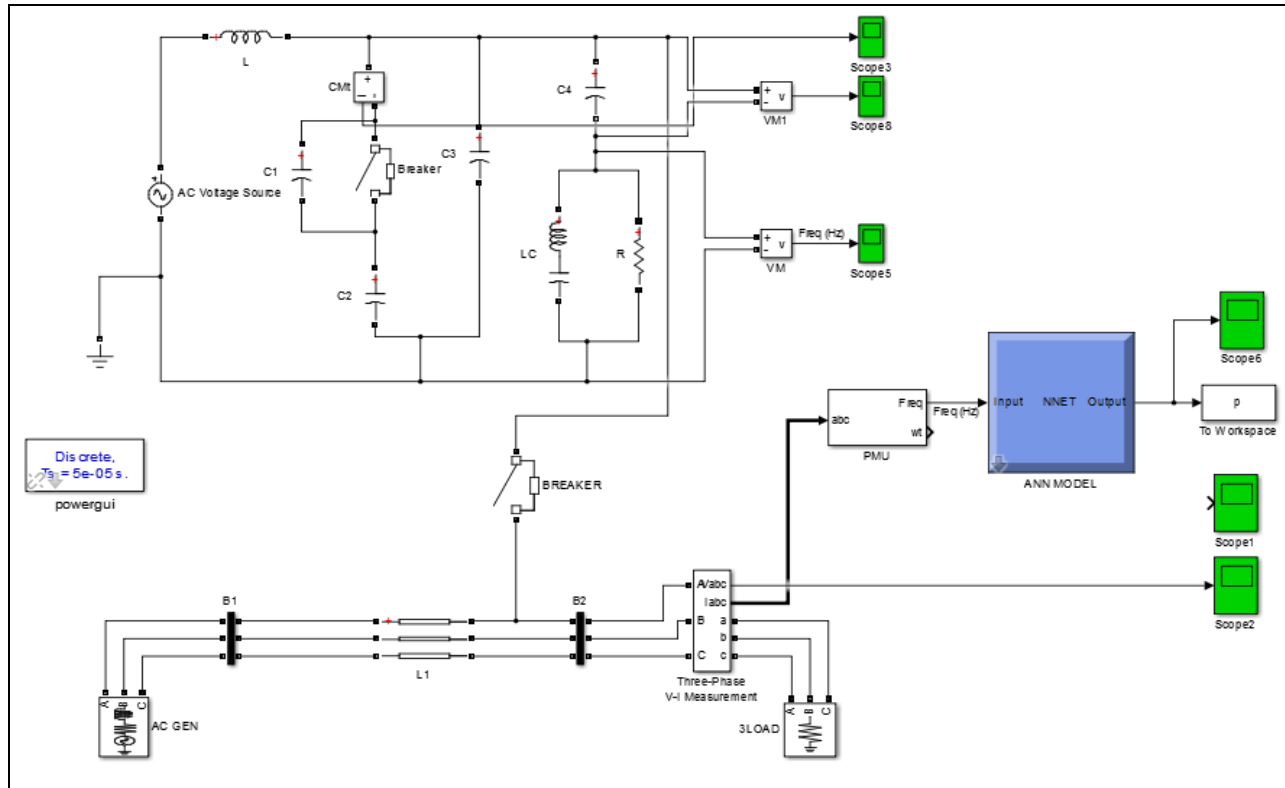 L
Scope3
CMt
C4
VM1
Scope8
C1
Breaker
C3
AC Voltage Source
Freq (Hz)
LC
R
VM
Scope5
C2
Scope6
Freq
abc
Freq (Hz)
Input
NNET
Output
p
wt
To Workspace
PMU
ANN MODEL
Discrete,
Ts = 5e-05 s.
powergui
BREAKER
Scope1
B1
B2
Iabc
A
B
a
b
C
c
Scope2
L1
Three-Phase
V-I Measurement
A
B
C
AC GEN
A
B
C
3LOAD